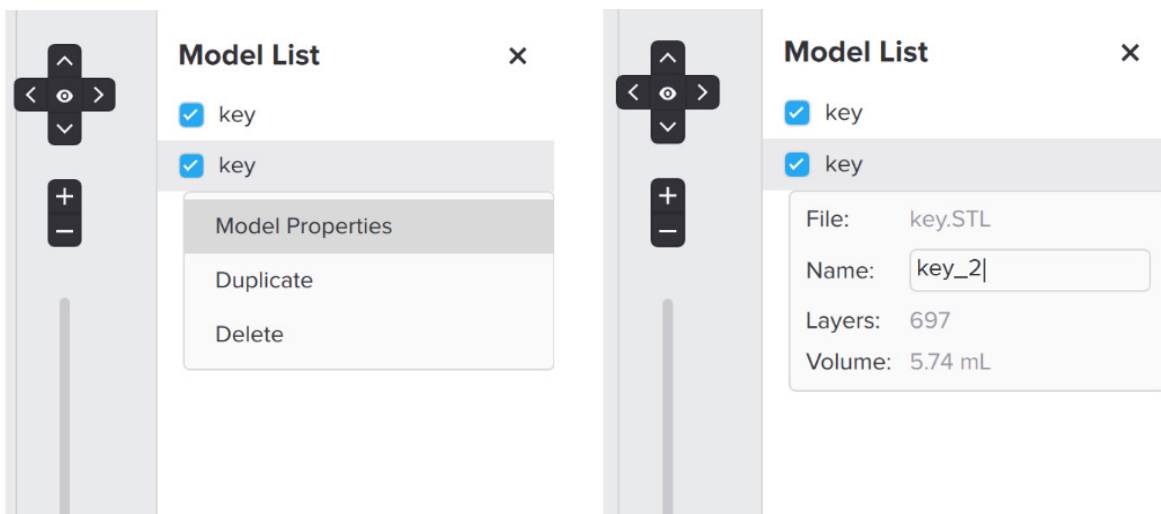 Model List
key
key
Model Properties
Duplicate
Delete
Model List
key
key
File: key.STL
Name: key_2
Layers: 697
Volume: 5.74 mL